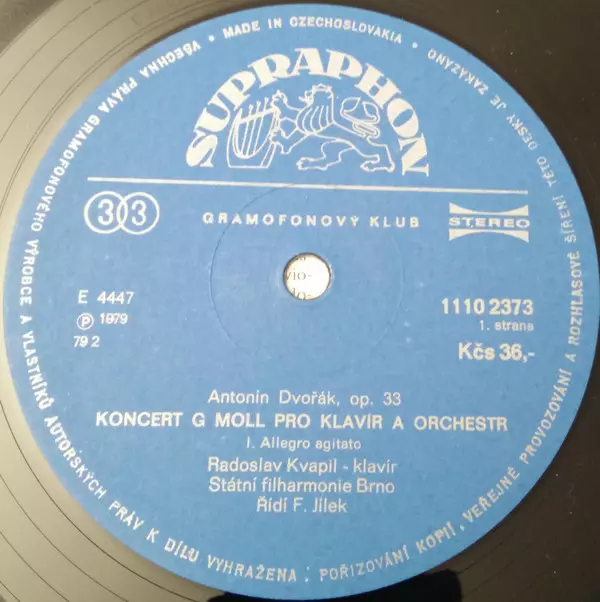 • MADE IN CZECHOSLOVAKIA •
VŠECHNA PRÁVA GRAMOFONOVÉHO VÝROBCE A VLASTNÍKŮ AUTORSKÝCH PRÁV K DÍLU VYHRAŽENA: POŘIZOVÁNÍ KOPIÍ, VEŘEJNÉ PROVOZOVÁNÍ A ROZHLASOVÉ ŠÍŘENÍ TÉTO DESKY JE ZAKÁZÁNO
SUPRAPHON
33
GRAMOFONOVÝ KLUB
STEREO
E 4447
Ⓟ 1979
79 2
1110 2373
1. strana
Kčs 36,-
Antonín Dvořák, op. 33
KONCERT G MOLL PRO KLAVÍR A ORCHESTR
I. Allegro agitato
Radoslav Kvapil - klavír
Státní filharmonie Brno
Řídí F. Jílek